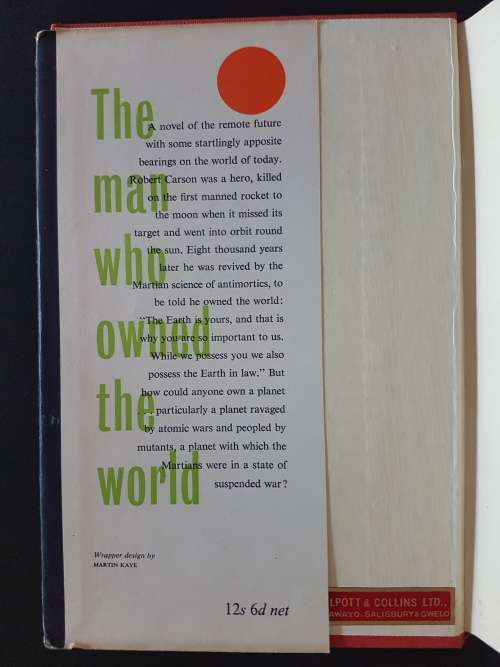 The
man
who
owned
the
world
A novel of the remote future
with some startlingly apposite
bearings on the world of today.
Robert Carson was a hero, killed
on the first manned rocket to
the moon when it missed its
target and went into orbit round
the sun. Eight thousand years
later he was revived by the
Martian science of antimortics, to
be told he owned the world:
"The Earth is yours, and that is
why you are so important to us.
While we possess you we also
possess the Earth in law." But
how could anyone own a planet
particularly a planet ravaged
by atomic wars and peopled by
mutants, a planet with which the
Martians were in a state of
suspended war?
Wrapper design by
MARTIN KAYE
12s 6d net
LPOTT & COLLINS LTD.,
AWAYO, SALISBURY & GWELO